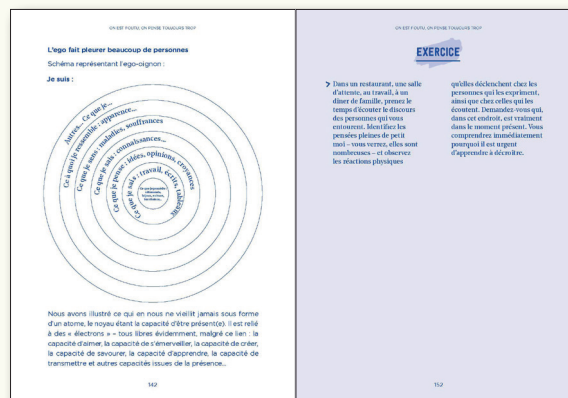 ON EST FOUTU, ON PENSE TOUJOURS TROP
L'ego fait pleurer beaucoup de personnes
Schéma représentant l'ego-oignon :
Je suis :
Autres... Ce que je...
Ce à quoi je ressemble : apparence...
Ce que je sens : maladies, souffrances
Ce que je sais : connaissances...
Ce que je pense : idées, opinions, croyances
Ce que je fais : travail, écrits, tableaux
Nous avons illustré ce qui en nous ne vieillit jamais sous forme
d'un atome, le noyau étant la capacité d'être présent(e). Il est relié
à des « électrons » – tous libres évidemment, malgré ce lien : la
capacité d'aimer, la capacité de s'émerveiller, la capacité de créer,
la capacité de savourer, la capacité d'apprendre, la capacité de
transmettre et autres capacités issues de la présence...
142
ON EST FOUTU, ON PENSE TOUJOURS TROP
EXERCICE
Dans un restaurant, une salle
d'attente, au travail, à un
dîner de famille, prenez le
temps d'écouter le discours
des personnes qui vous
entourent. Identifiez les
pensées pleines de petit
moi – vous verrez, elles sont
nombreuses – et observez
les réactions physiques
qu'elles déclenchent chez les
personnes qui les expriment,
ainsi que chez celles qui les
écoutent. Demandez-vous qui,
dans cet endroit, est vraiment
dans le moment présent. Vous
comprendrez immédiatement
pourquoi il est urgent
d'apprendre à décroître.
152